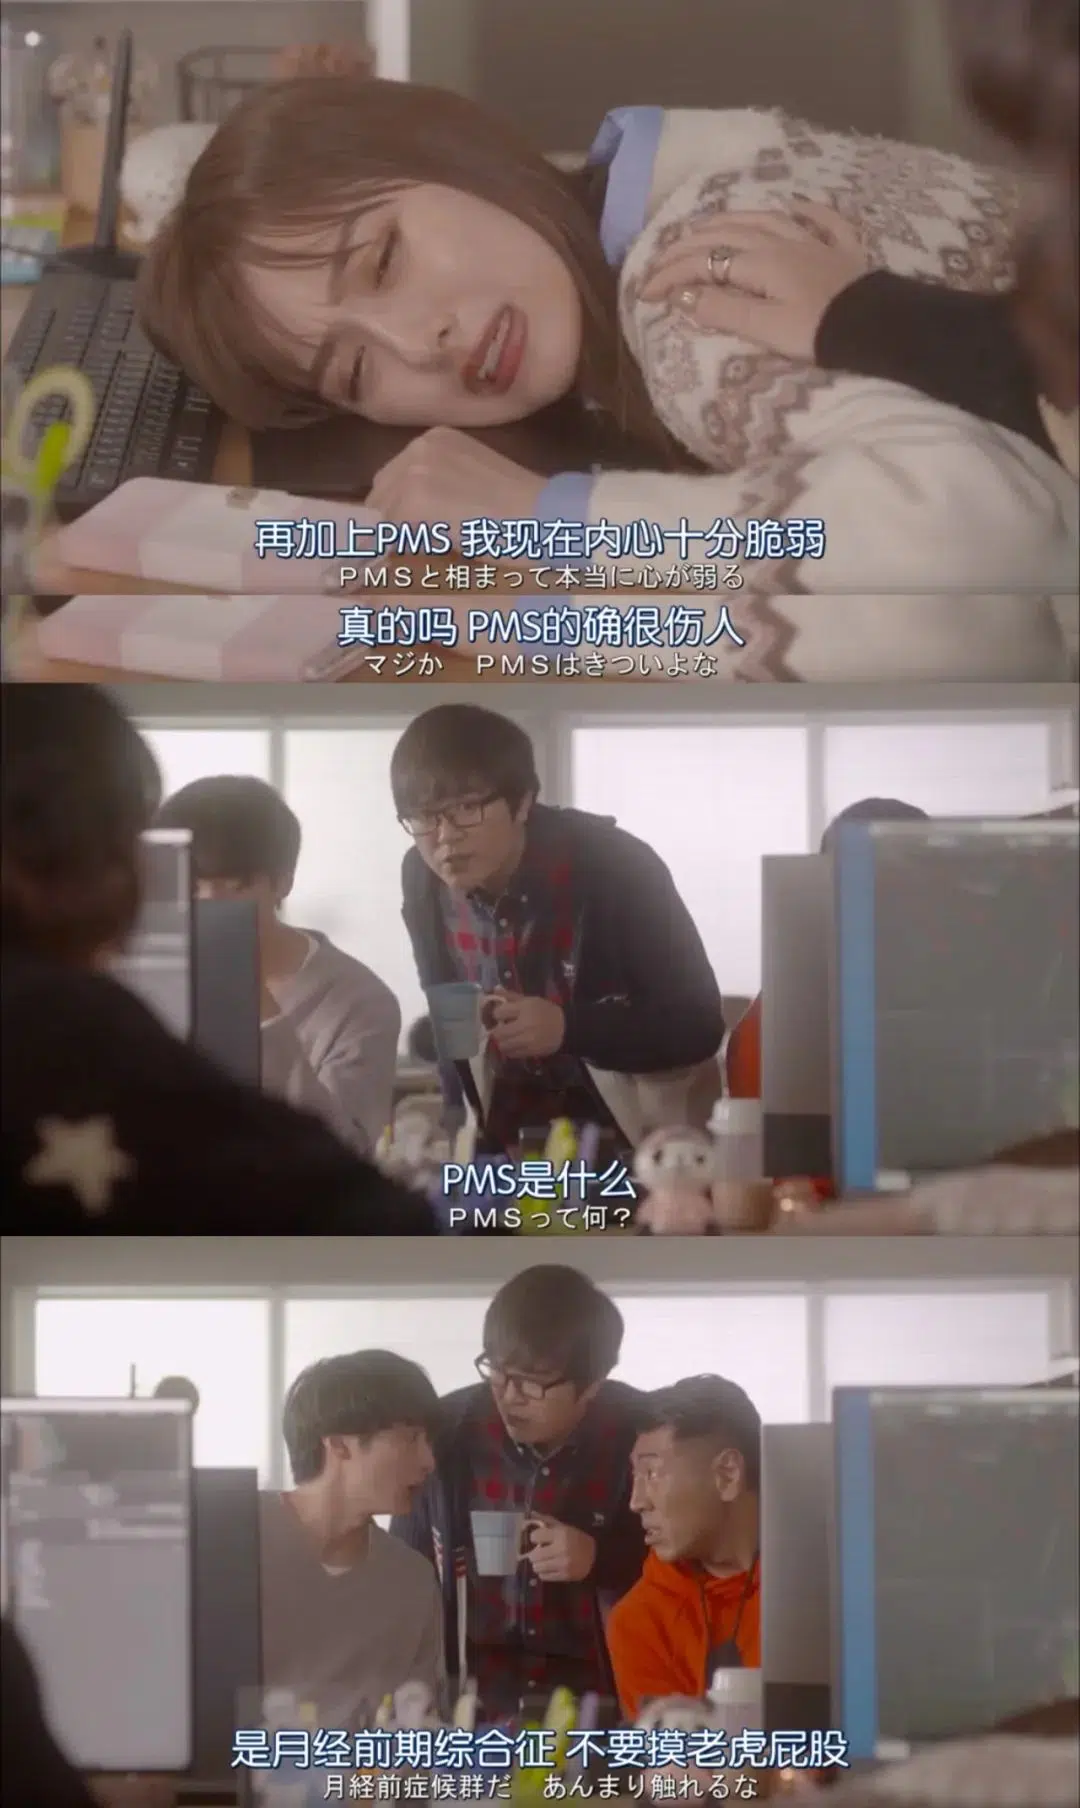 再加上PMS 我现在内心十分脆弱
ＰＭＳと相まって本当に心が弱る
真的吗 PMS的确很伤人
マジか　ＰＭＳはきついよな
PMS是什么
ＰＭＳって何？
是月经前期综合征 不要摸老虎屁股
月経前症候群だ　あんまり触れるな